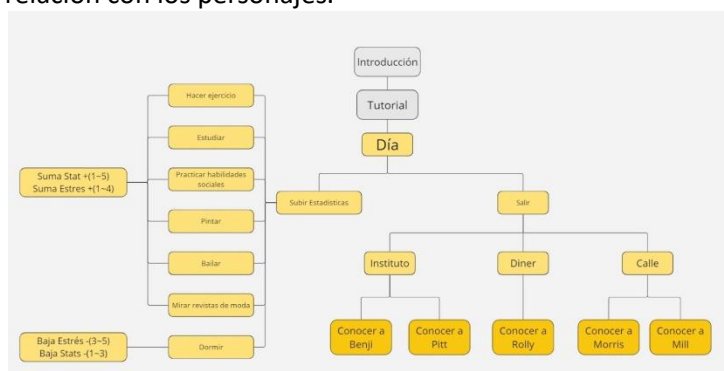 relación con los personajes.
Introducción
Tutorial
Día
Subir Estadísticas
Salir
Hacer ejercicio
Estudiar
Practicar habilidades
sociales
Pintar
Bailar
Mirar revistas de moda
Dormir
Suma Stat +(1~5)
Suma Estres +(1~4)
Baja Estrés -(3~5)
Baja Stats -(1~3)
Instituto
Diner
Calle
Conocer a
Benji
Conocer a
Pitt
Conocer a
Rolly
Conocer a
Morris
Conocer a
Mill